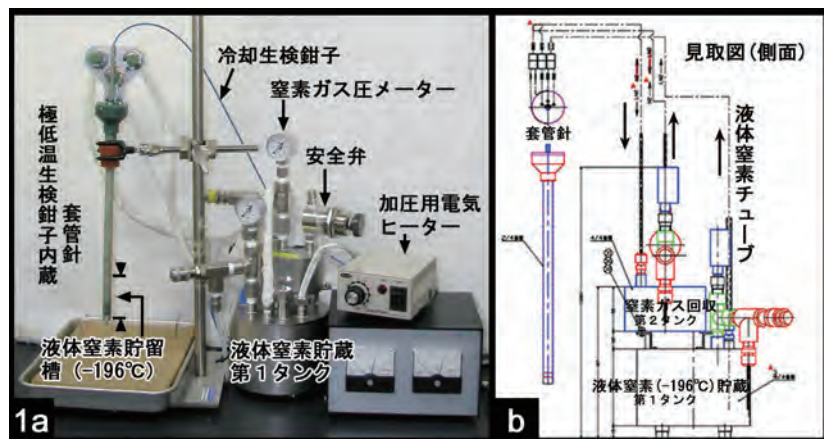 冷却生検鉗子
窒素ガス圧メーター
安全弁
加圧用電気
ヒーター
極低温生検鉗子内蔵
套管針
液体窒素貯留
槽(-196℃)
液体窒素貯蔵
第1タンク
1a
見取図(側面)
套管針
液体窒素チューブ
窒素ガス回収
第2タンク
液体窒素(-196℃)貯蔵
第1タンク
b